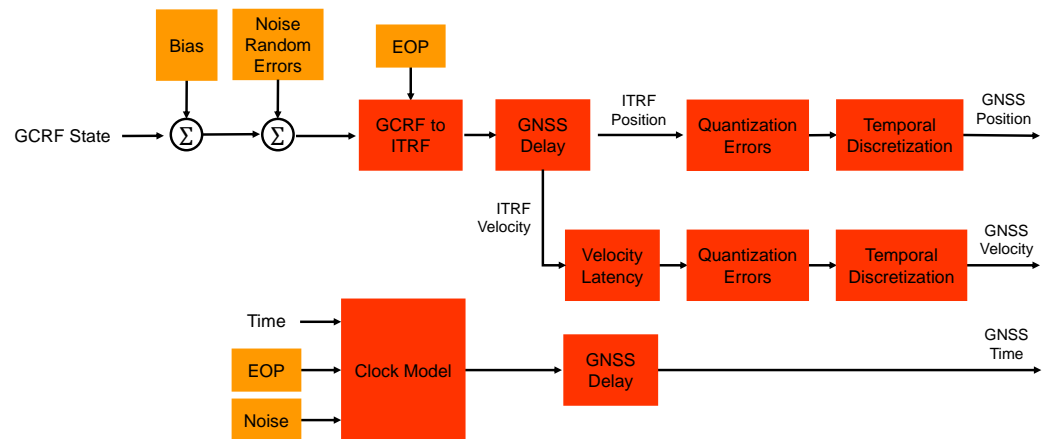 Bias
Noise
Random
Errors
EOP
GCRF State
Σ
Σ
GCRF to
ITRF
GNSS
Delay
ITRF
Position
Quantization
Errors
Temporal
Discretization
GNSS
Position
ITRF
Velocity
Velocity
Latency
Quantization
Errors
Temporal
Discretization
GNSS
Velocity
Time
EOP
Noise
Clock Model
GNSS
Delay
GNSS
Time